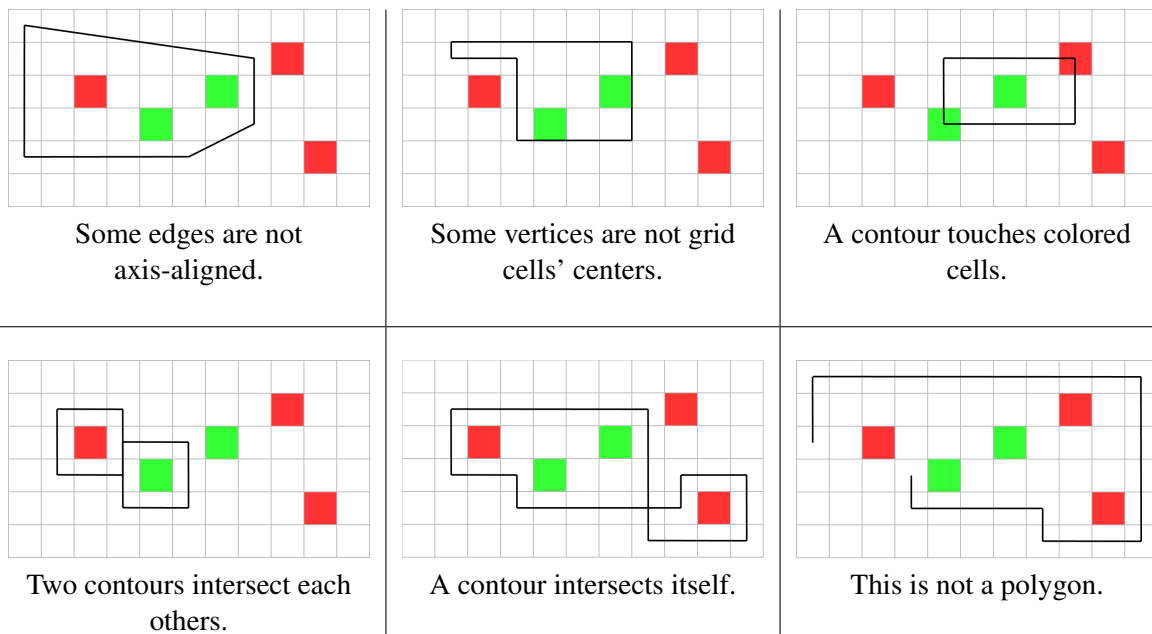 Some edges are not
axis-aligned.
Some vertices are not grid
cells' centers.
A contour touches colored
cells.
Two contours intersect each
others.
A contour intersects itself.
This is not a polygon.